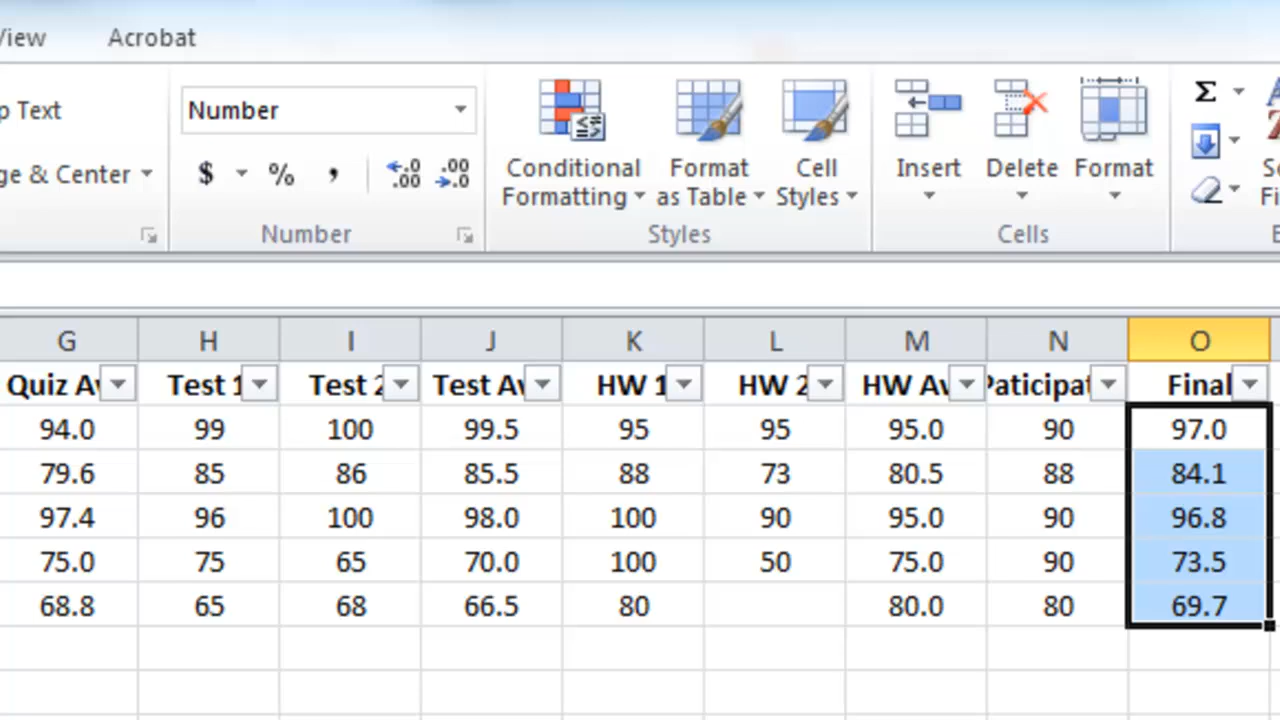 View Acrobat
p Text Number Σ
ge & Center $ % , .0 .00 .00 .0 Conditional Formatting Format as Table Cell Styles Insert Delete Format
Number Styles Cells
G H I J K L M N O
Quiz Av Test 1 Test 2 Test Av HW 1 HW 2 HW Av Paticipat Final
94.0 99 100 99.5 95 95 95.0 90 97.0
79.6 85 86 85.5 88 73 80.5 88 84.1
97.4 96 100 98.0 100 90 95.0 90 96.8
75.0 75 65 70.0 100 50 75.0 90 73.5
68.8 65 68 66.5 80 80.0 80 69.7